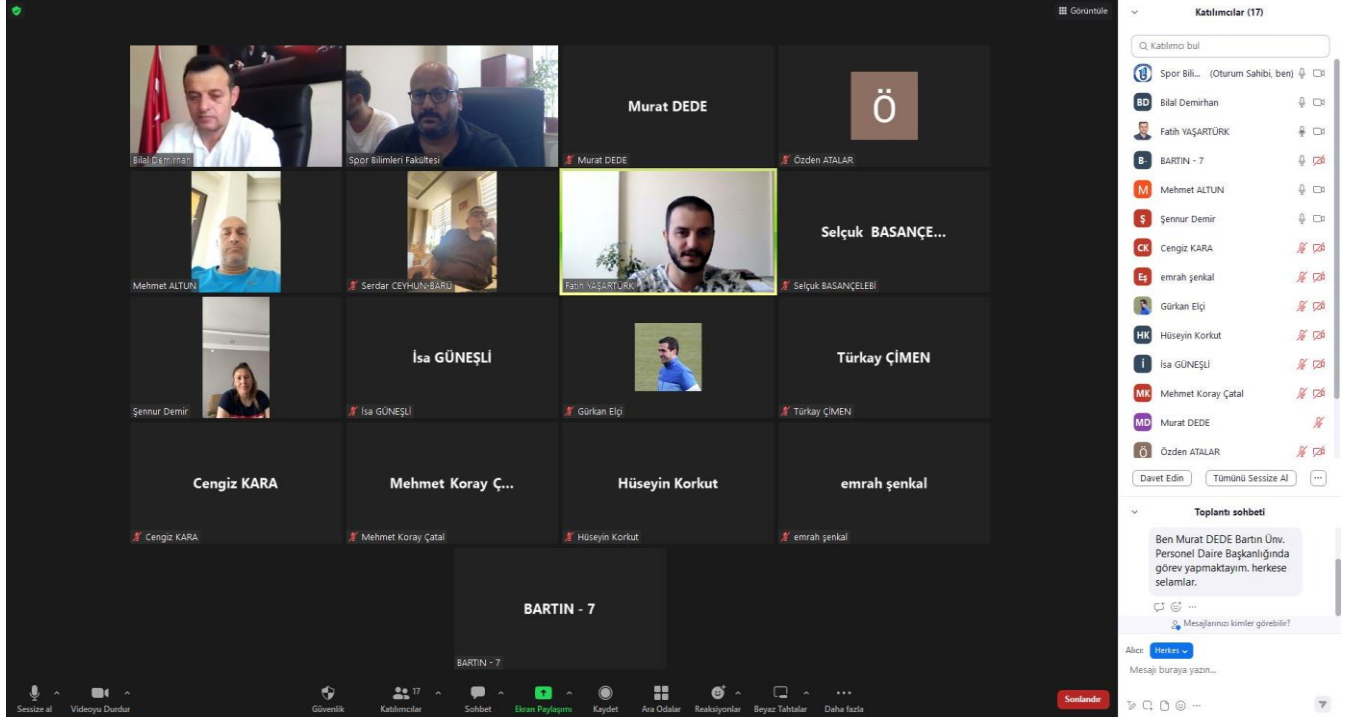 Görüntüle
Bilal Demirhan
Spor Bilimleri Fakültesi
Murat DEDE
Murat DEDE
Ö
Özden ATALAR
Mehmet ALTUN
Serdar CEYHUN-BARÜ
Fatih YAŞARTÜRK
Selçuk BASANÇE...
Selçuk BASANÇELEBİ
Şennur Demir
İsa GÜNEŞLİ
İsa GÜNEŞLİ
Gürkan Elçi
Türkay ÇİMEN
Türkay ÇİMEN
Cengiz KARA
Cengiz KARA
Mehmet Koray Ç...
Mehmet Koray Çatal
Hüseyin Korkut
Hüseyin Korkut
emrah şenkal
emrah şenkal
BARTIN - 7
BARTIN - 7
Sessize al
Videoyu Durdur
Güvenlik
17
Katılımcılar
Sohbet
Ekran Paylaşımı
Kaydet
Ara Odalar
Reaksiyonlar
Beyaz Tahtalar
Daha fazla
Sonlandır
Katılımcılar (17)
Katılımcı bul
Spor Bili... (Oturum Sahibi, ben)
BD Bilal Demirhan
Fatih YAŞARTÜRK
B- BARTIN - 7
M Mehmet ALTUN
Ş Şennur Demir
CK Cengiz KARA
Eş emrah şenkal
Gürkan Elçi
HK Hüseyin Korkut
İ İsa GÜNEŞLİ
MK Mehmet Koray Çatal
MD Murat DEDE
Ö Özden ATALAR
Davet Edin
Tümünü Sessize Al
Toplantı sohbeti
Ben Murat DEDE Bartın Ünv.
Personel Daire Başkanlığında
görev yapmaktayım. herkese
selamlar.
Mesajlarınızı kimler görebilir?
Alıcı: Herkes
Mesajı buraya yazın...